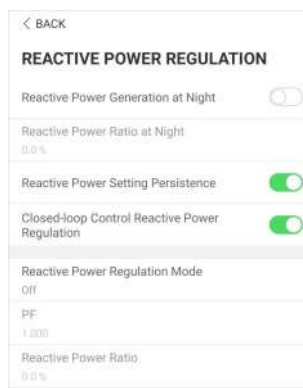 < BACK
REACTIVE POWER REGULATION
Reactive Power Generation at Night
Reactive Power Ratio at Night
0.0 %
Reactive Power Setting Persistence
Closed-loop Control Reactive Power
Regulation
Reactive Power Regulation Mode
Off
PF
1.000
Reactive Power Ratio
0.0 %